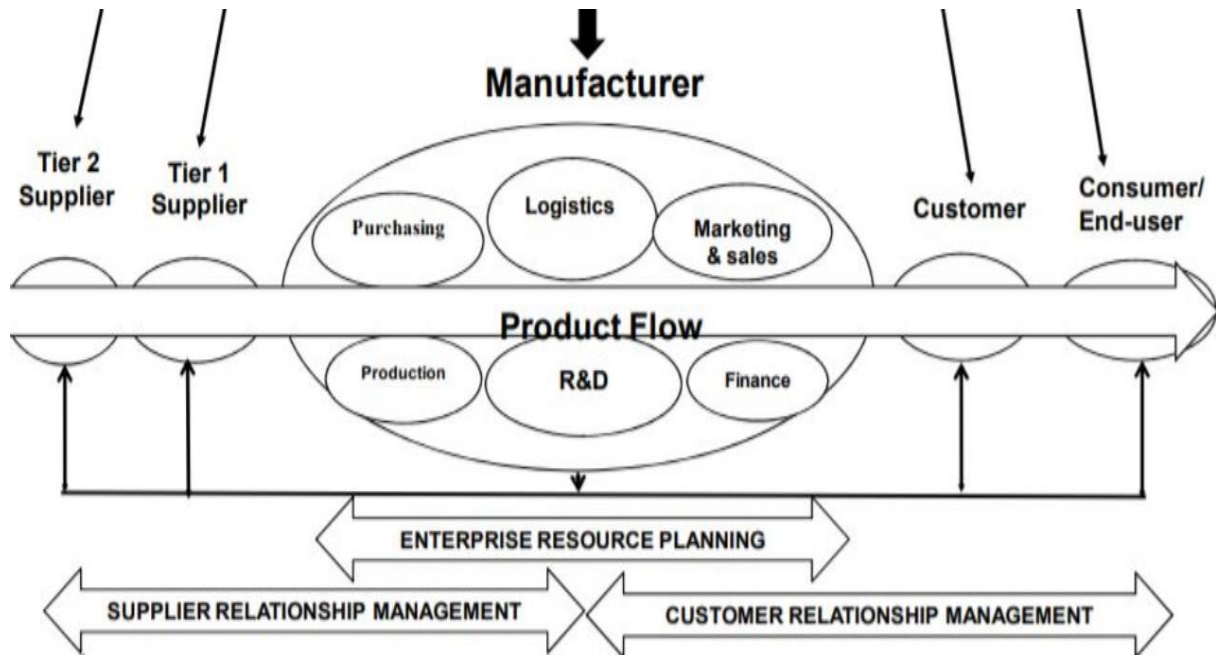 Manufacturer
Tier 2
Supplier
Tier 1
Supplier
Purchasing
Logistics
Marketing
& sales
Customer
Consumer/
End-user
Product Flow
Production
R&D
Finance
ENTERPRISE RESOURCE PLANNING
SUPPLIER RELATIONSHIP MANAGEMENT
CUSTOMER RELATIONSHIP MANAGEMENT